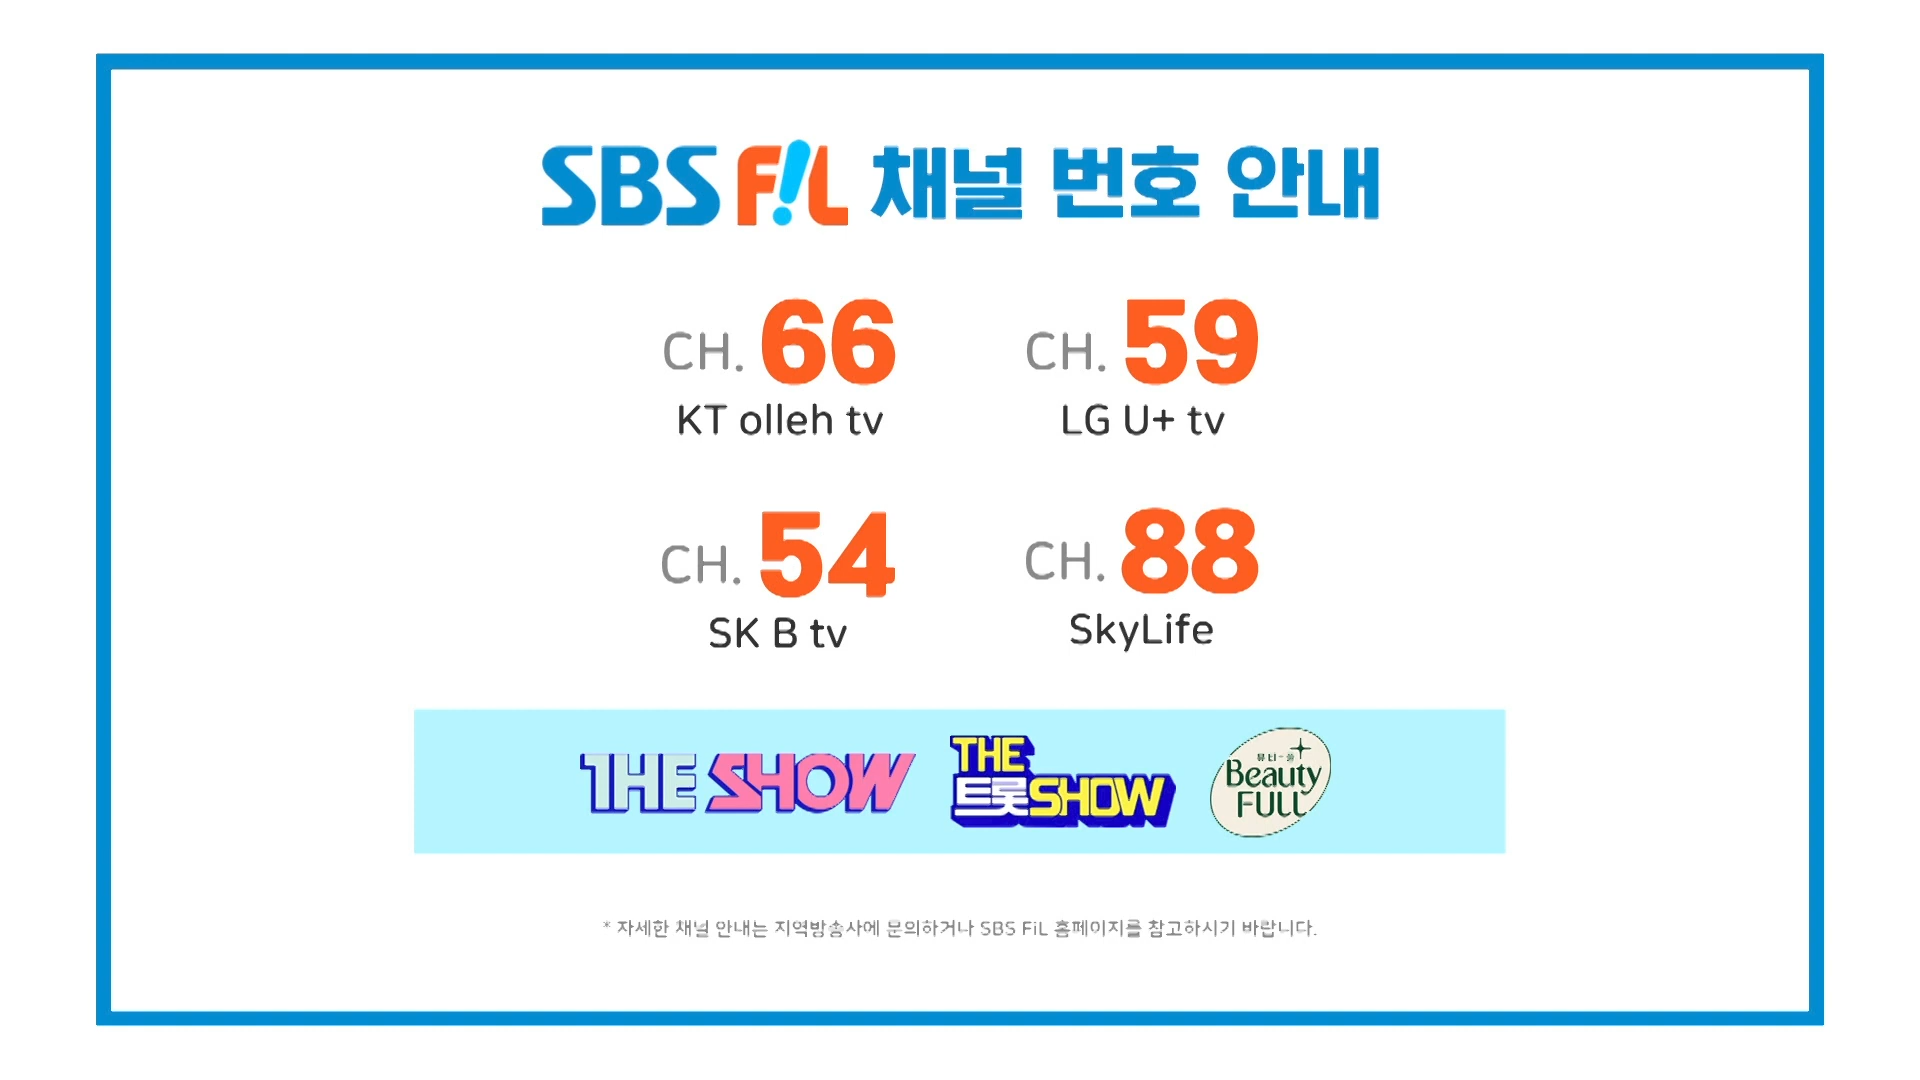 SBS F!L 채널 번호 안내
CH. 66
KT olleh tv
CH. 59
LG U+ tv
CH. 54
SK B tv
CH. 88
SkyLife
THE SHOW
THE
트롯SHOW
뷰티-풀
Beauty
FULL
* 자세한 채널 안내는 지역방송사에 문의하거나 SBS FiL 홈페이지를 참고하시기 바랍니다.